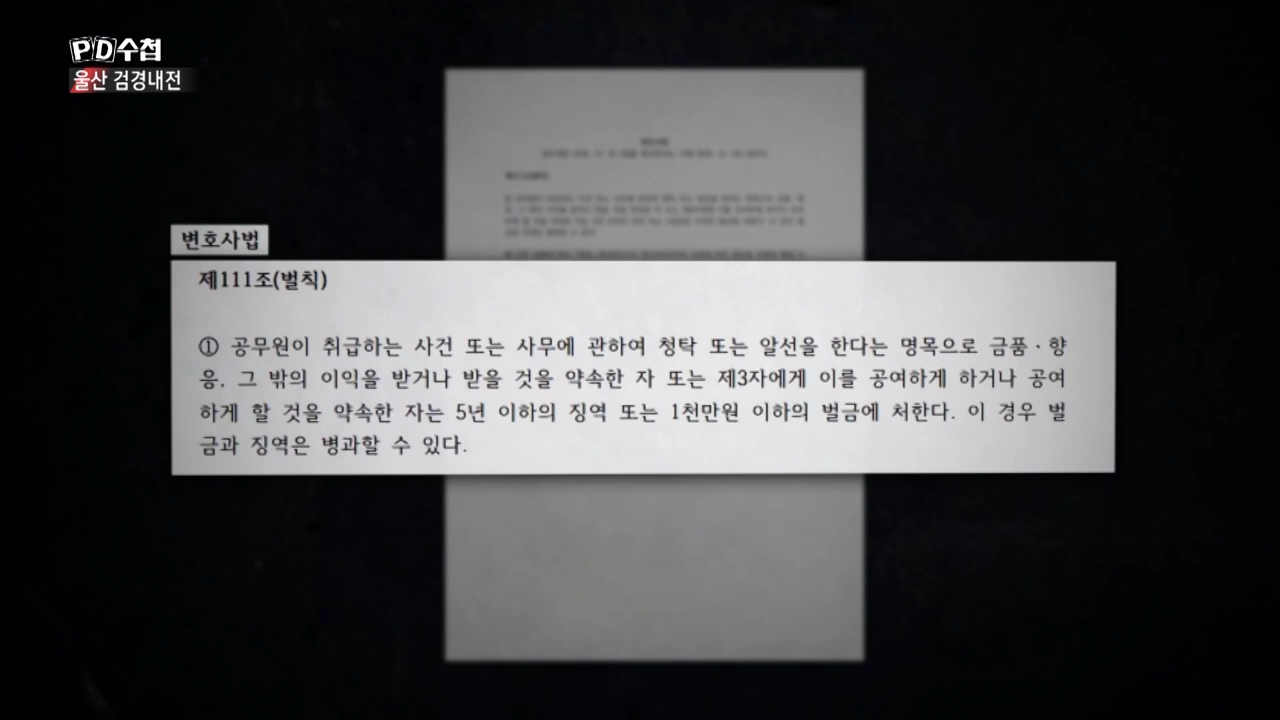 PD수첩
울산 검경내전
변호사법
제111조(벌칙)
① 공무원이 취급하는 사건 또는 사무에 관하여 청탁 또는 알선을 한다는 명목으로 금품·향
응, 그 밖의 이익을 받거나 받을 것을 약속한 자 또는 제3자에게 이를 공여하게 하거나 공여
하게 할 것을 약속한 자는 5년 이하의 징역 또는 1천만원 이하의 벌금에 처한다. 이 경우 벌
금과 징역은 병과할 수 있다.